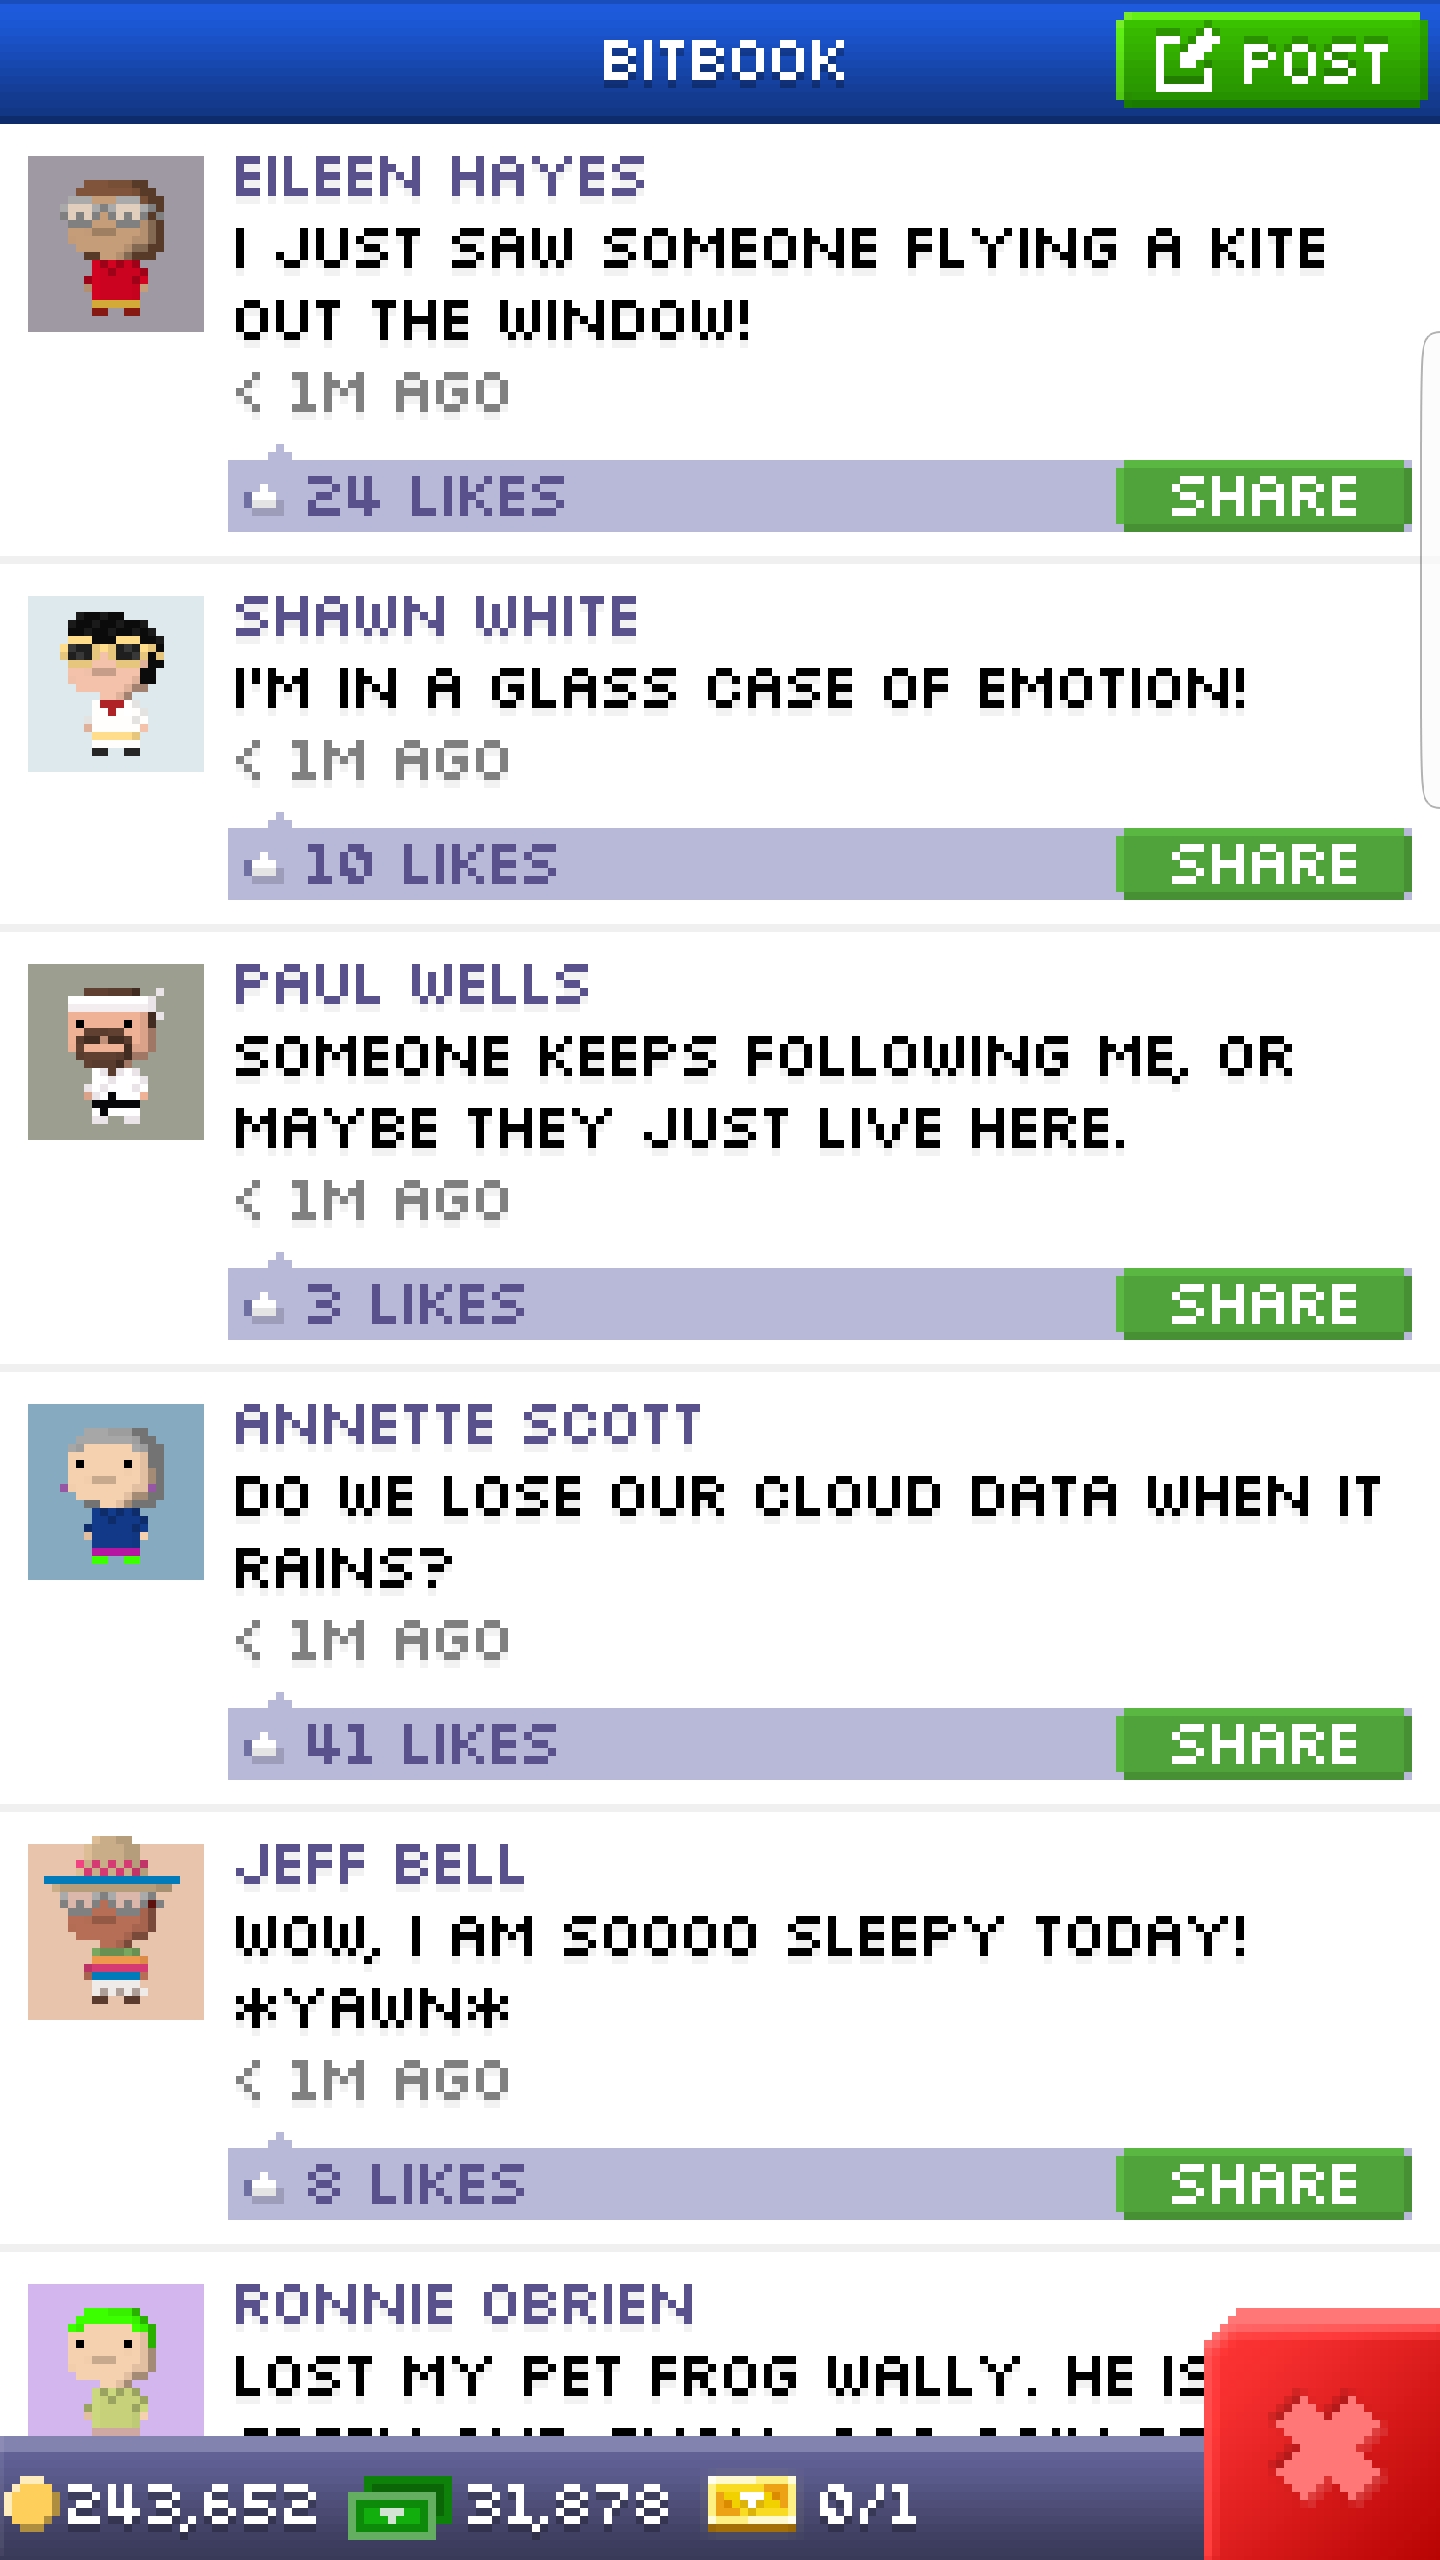 BITBOOK
POST
EILEEN HAYES
I JUST SAW SOMEONE FLYING A KITE
OUT THE WINDOW!
< 1M AGO
24 LIKES
SHARE
SHAWN WHITE
I'M IN A GLASS CASE OF EMOTION!
< 1M AGO
10 LIKES
SHARE
PAUL WELLS
SOMEONE KEEPS FOLLOWING ME, OR
MAYBE THEY JUST LIVE HERE.
< 1M AGO
3 LIKES
SHARE
ANNETTE SCOTT
DO WE LOSE OUR CLOUD DATA WHEN IT
RAINS?
< 1M AGO
41 LIKES
SHARE
JEFF BELL
WOW, I AM SOOOO SLEEPY TODAY!
*YAWN*
< 1M AGO
8 LIKES
SHARE
RONNIE OBRIEN
LOST MY PET FROG WALLY. HE IS
243,652
31,878
0/1